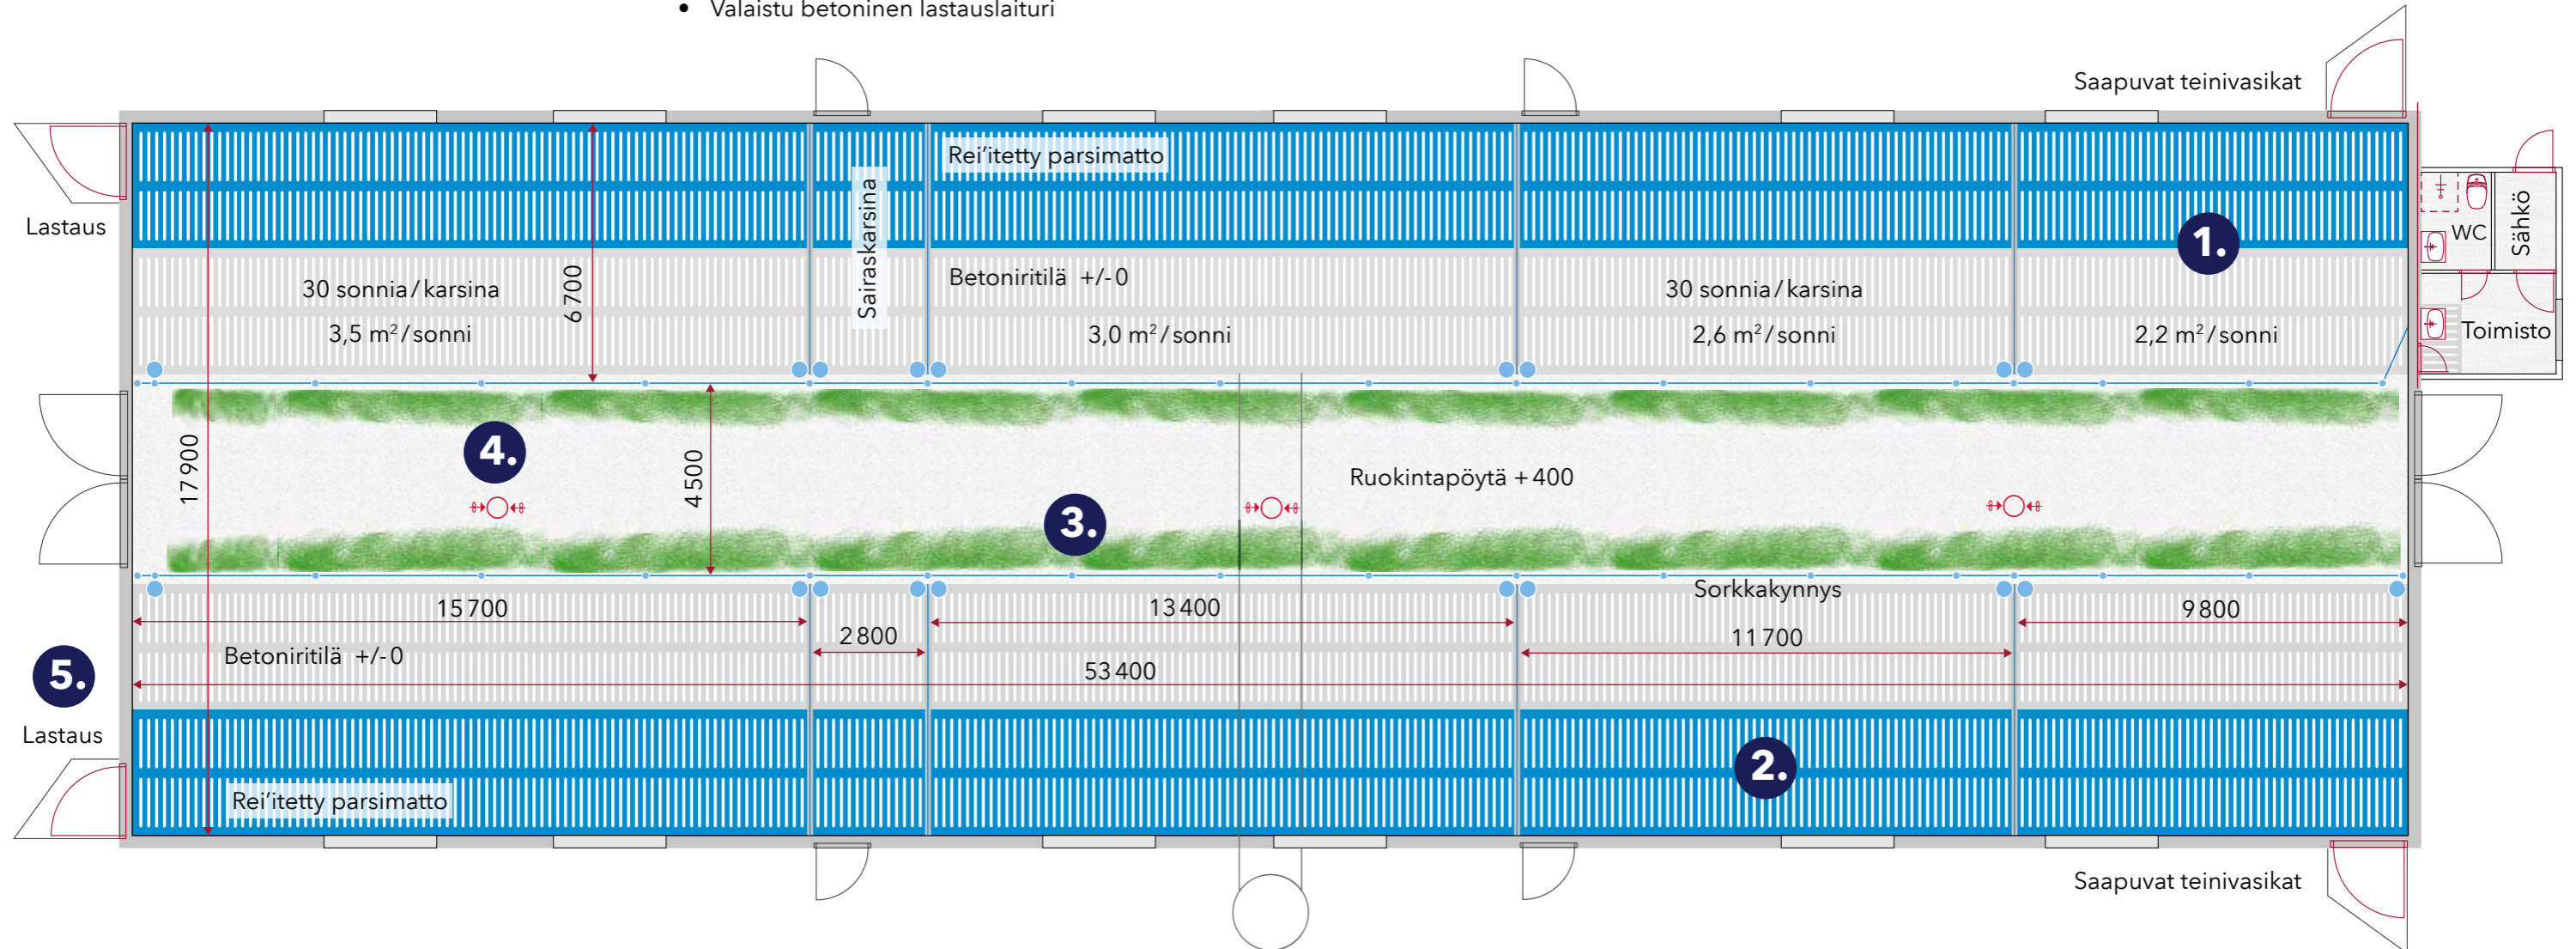 • Valaistu betoninen lastauslaituri
Saapuvat teinivasikat
Lastaus
Rei'itetty parsimatto
Sairaskarsina
1.
WC
Sähkö
Toimisto
30 sonnia/karsina
3,5 m²/sonni
6 700
Betoniritilä +/-0
3,0 m²/sonni
30 sonnia/karsina
2,6 m²/sonni
2,2 m²/sonni
17 900
4.
4 500
3.
Ruokintapöytä +400
Sorkkakynnys
15 700
2 800
13 400
11 700
9 800
Betoniritilä +/-0
53 400
5.
Lastaus
Rei'itetty parsimatto
2.
Saapuvat teinivasikat